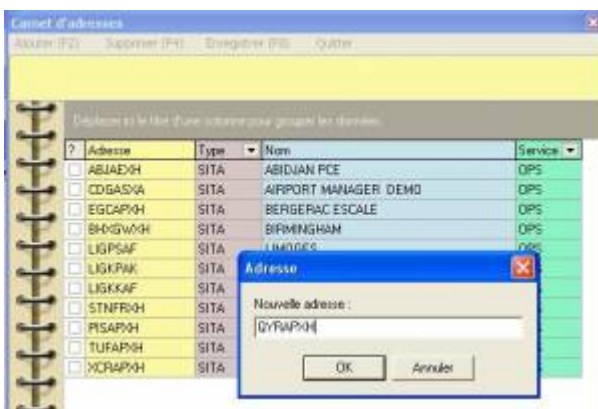 Carnet d'adresses
Ajouter (F2) Supprimer (F4) Enregistrer (F8) Quitter
Déplacer ici le titre d'une colonne pour grouper les données.
? Adresse Type Nom Service
ABJAEXH SITA ABIDJAN PCE OPS
CDGASXA SITA AIRPORT MANAGER DEMO OPS
EGCAPXH SITA BERGERAC ESCALE OPS
BHXGWXH SITA BIRMINGHAM OPS
LIGPSAF SITA LIMOGES
LIGKPAK SITA
LIGKKAF SITA
STNFRXH SITA
PISAPXH SITA
TUFAPXH SITA
XCRAPXH SITA
Adresse
Nouvelle adresse :
QYRAPXH
OK Annuler